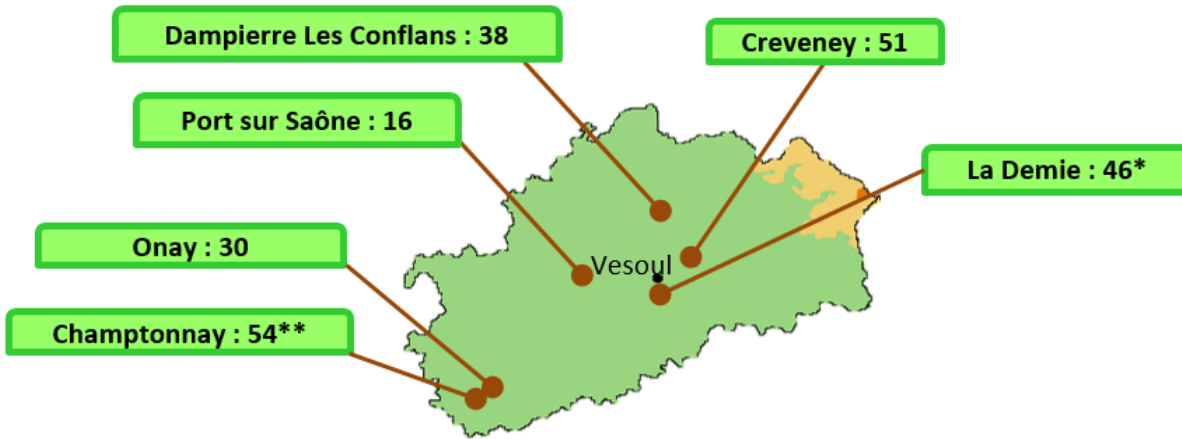 Dampierre Les Conflans : 38
Creveney : 51
Port sur Saône : 16
La Demie : 46*
Onay : 30
Vesoul
Champtonnay : 54**